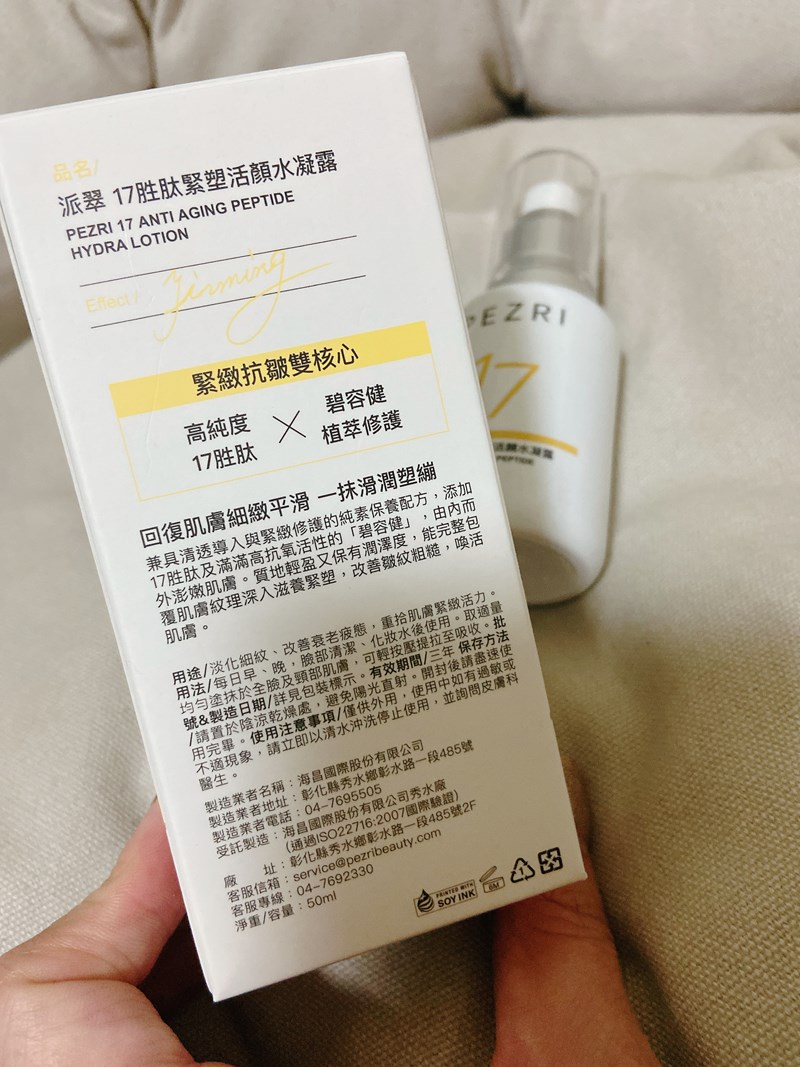 品名/
派翠 17胜肽緊塑活顏水凝露
PEZRI 17 ANTI AGING PEPTIDE
HYDRA LOTION
Effect / Firming
緊緻抗皺雙核心
高純度
17胜肽
碧容健
植萃修護
回復肌膚細緻平滑 一抹滑潤塑繃
兼具清透導入與緊緻修護的純素保養配方，添加
17胜肽及滿滿高抗氧活性的「碧容健」，由內而
外澎嫩肌膚。質地輕盈又保有潤澤度，能完整包
覆肌膚紋理深入滋養緊塑，改善皺紋粗糙，喚活
肌膚。
用途/淡化細紋、改善衰老疲態，重拾肌膚緊緻活力。
用法/每日早、晚，臉部清潔、化妝水後使用。取適量
均勻塗抹於全臉及頸部肌膚，可輕按壓提拉至吸收。批
號&製造日期/詳見包裝標示。有效期間/三年 保存方法
/請置於陰涼乾燥處，避免陽光直射。開封後請盡速使
用完畢。使用注意事項/僅供外用，使用中如有過敏或
不適現象，請立即以清水沖洗停止使用，並詢問皮膚科
醫生。
製造業者名稱：海昌國際股份有限公司
製造業者地址：彰化縣秀水鄉彰水路一段485號
製造業者電話：04-7695505
受託製造：海昌國際股份有限公司秀水廠
(通過ISO22716:2007國際驗證)
廠 址：彰化縣秀水鄉彰水路一段485號2F
客服信箱：service@pezribeauty.com
客服專線：04-7692330
淨重/容量：50ml
PRINTED WITH
SOY INK
6M
1
PEZRI
17
活顏水凝露
PEPTIDE